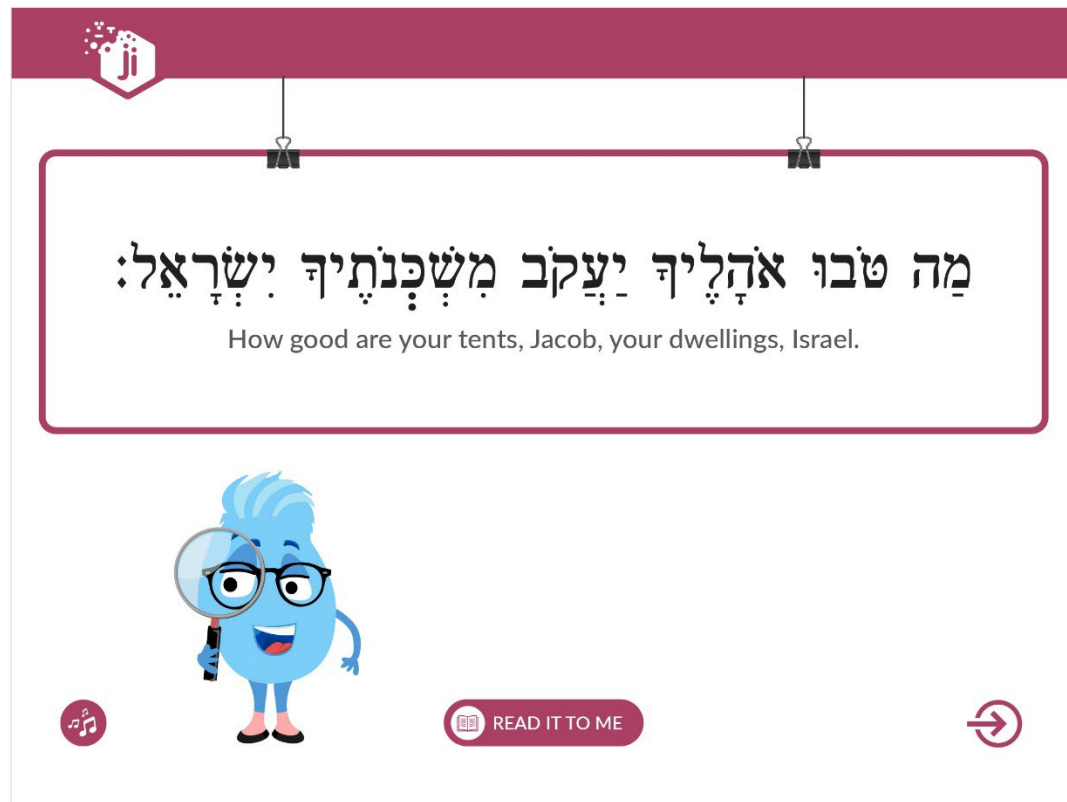 ji
מַה טֹּבוּ אֹהָלֶיךָ יַעֲקֹב מִשְׁכְּנֹתֶיךָ יִשְׂרָאֵל:
How good are your tents, Jacob, your dwellings, Israel.
READ IT TO ME